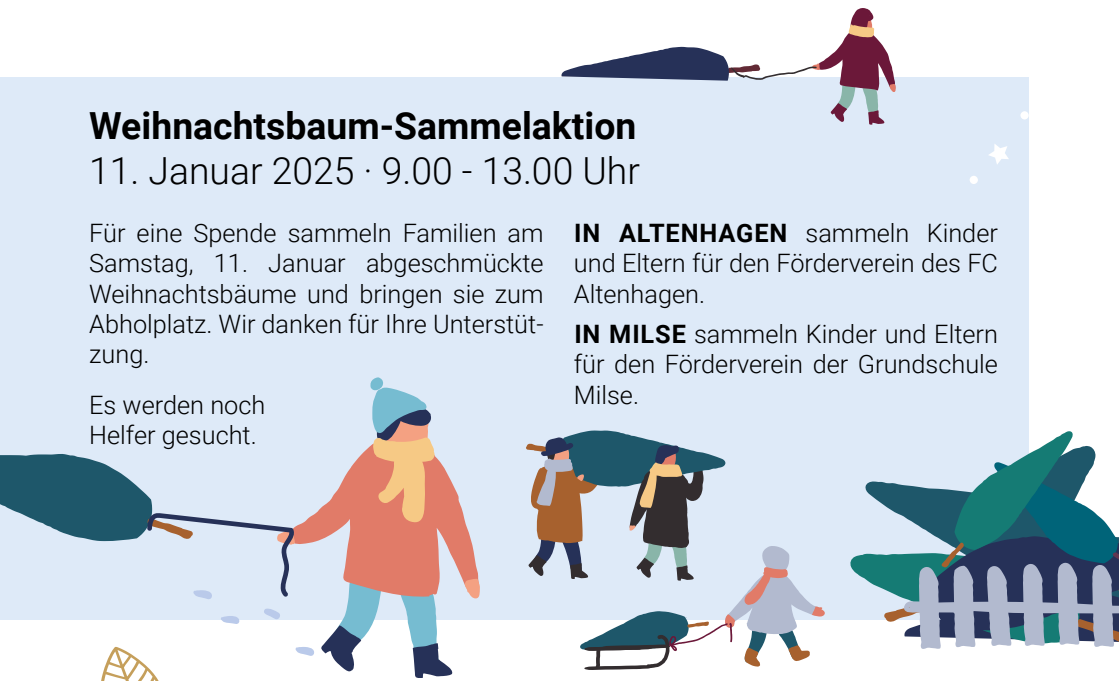 Weihnachtsbaum-Sammelaktion
11. Januar 2025 · 9.00 - 13.00 Uhr
Für eine Spende sammeln Familien am
Samstag, 11. Januar abgeschmückte
Weihnachtsbäume und bringen sie zum
Abholplatz. Wir danken für Ihre Unterstüt-
zung.
Es werden noch
Helfer gesucht.
IN ALTENHAGEN sammeln Kinder
und Eltern für den Förderverein des FC
Altenhagen.
IN MILSE sammeln Kinder und Eltern
für den Förderverein der Grundschule
Milse.